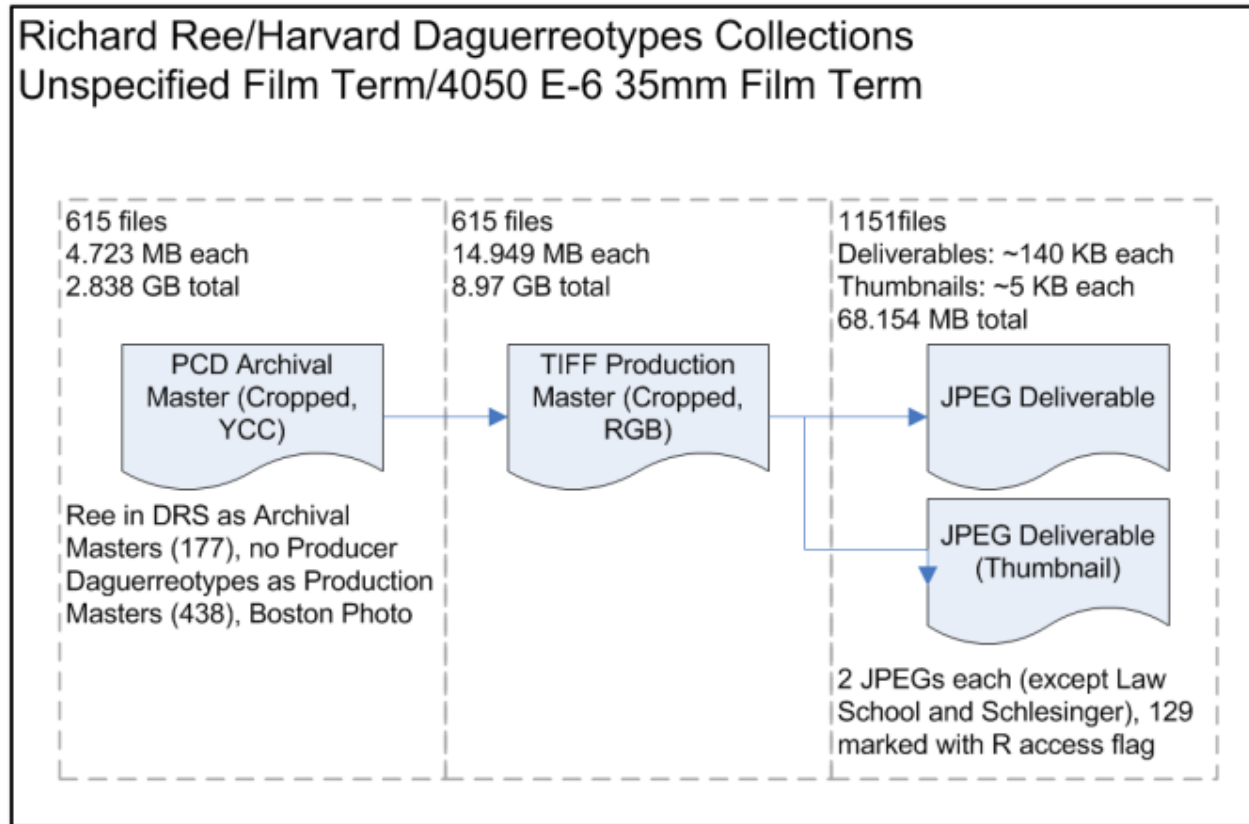 Richard Ree/Harvard Daguerreotypes Collections
Unspecified Film Term/4050 E-6 35mm Film Term
615 files
4.723 MB each
2.838 GB total
PCD Archival
Master (Cropped,
YCC)
Ree in DRS as Archival
Masters (177), no Producer
Daguerreotypes as Production
Masters (438), Boston Photo
615 files
14.949 MB each
8.97 GB total
TIFF Production
Master (Cropped,
RGB)
1151files
Deliverables: ~140 KB each
Thumbnails: ~5 KB each
68.154 MB total
JPEG Deliverable
JPEG Deliverable
(Thumbnail)
2 JPEGs each (except Law
School and Schlesinger), 129
marked with R access flag